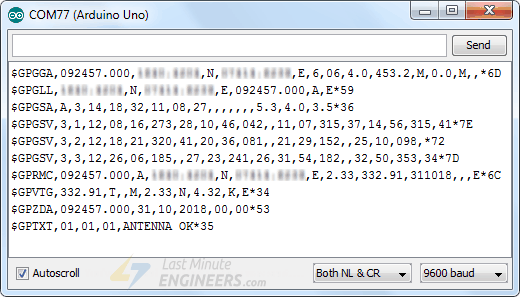 COM77 (Arduino Uno)
Send
$GPGGA,092457.000,
,N,
,E,6,06,4.0,453.2,M,0.0,M,,*6D
$GPGLL,
,N,
,E,092457.000,A,E*59
$GPGSA,A,3,14,18,32,11,08,27,,,,,,,5.3,4.0,3.5*36
$GPGSV,3,1,12,08,16,273,28,10,46,042,,11,07,315,37,14,56,315,41*7E
$GPGSV,3,2,12,18,21,320,41,20,36,081,,21,29,152,,25,10,098,*72
$GPGSV,3,3,12,26,06,185,,27,23,241,26,31,54,182,,32,50,353,34*7D
$GPRMC,092457.000,A,
,N,
,E,2.33,332.91,311018,,,E*6C
$GPVTG,332.91,T,,M,2.33,N,4.32,K,E*34
$GPZDA,092457.000,31,10,2018,00,00*53
$GPTXT,01,01,01,ANTENNA OK*35
Autoscroll
Last Minute
ENGINEERS.com
Both NL & CR
9600 baud